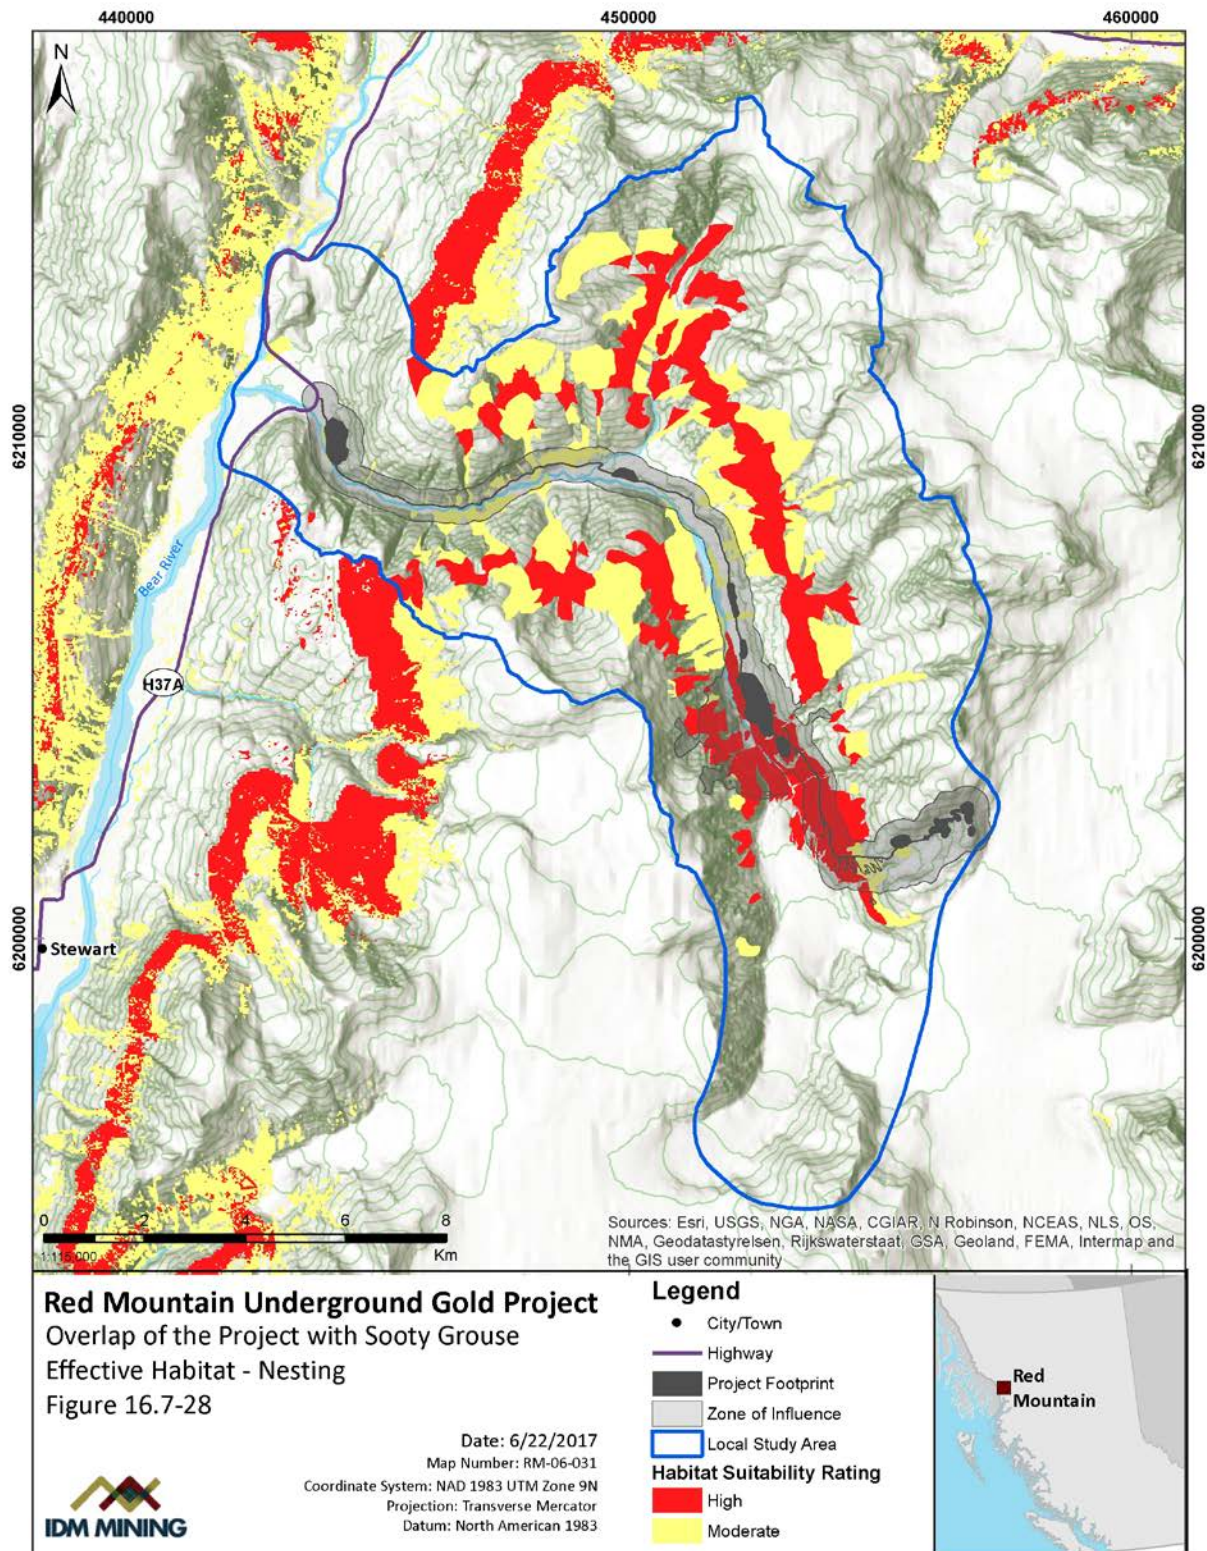 440000
450000
460000
N
6210000
6210000
Bear River
H37A
6200000
6200000
Stewart
0 2 4 6 8
Km
1:115,000
Sources: Esri, USGS, NGA, NASA, CGIAR, N Robinson, NCEAS, NLS, OS,
NMA, Geodatastyrelsen, Rijkswaterstaat, GSA, Geoland, FEMA, Intermap and
the GIS user community
Red Mountain Underground Gold Project
Overlap of the Project with Sooty Grouse
Effective Habitat - Nesting
Figure 16.7-28
Date: 6/22/2017
Map Number: RM-06-031
Coordinate System: NAD 1983 UTM Zone 9N
Projection: Transverse Mercator
Datum: North American 1983
IDM MINING
Legend
City/Town
Highway
Project Footprint
Zone of Influence
Local Study Area
Habitat Suitability Rating
High
Moderate
Red
Mountain